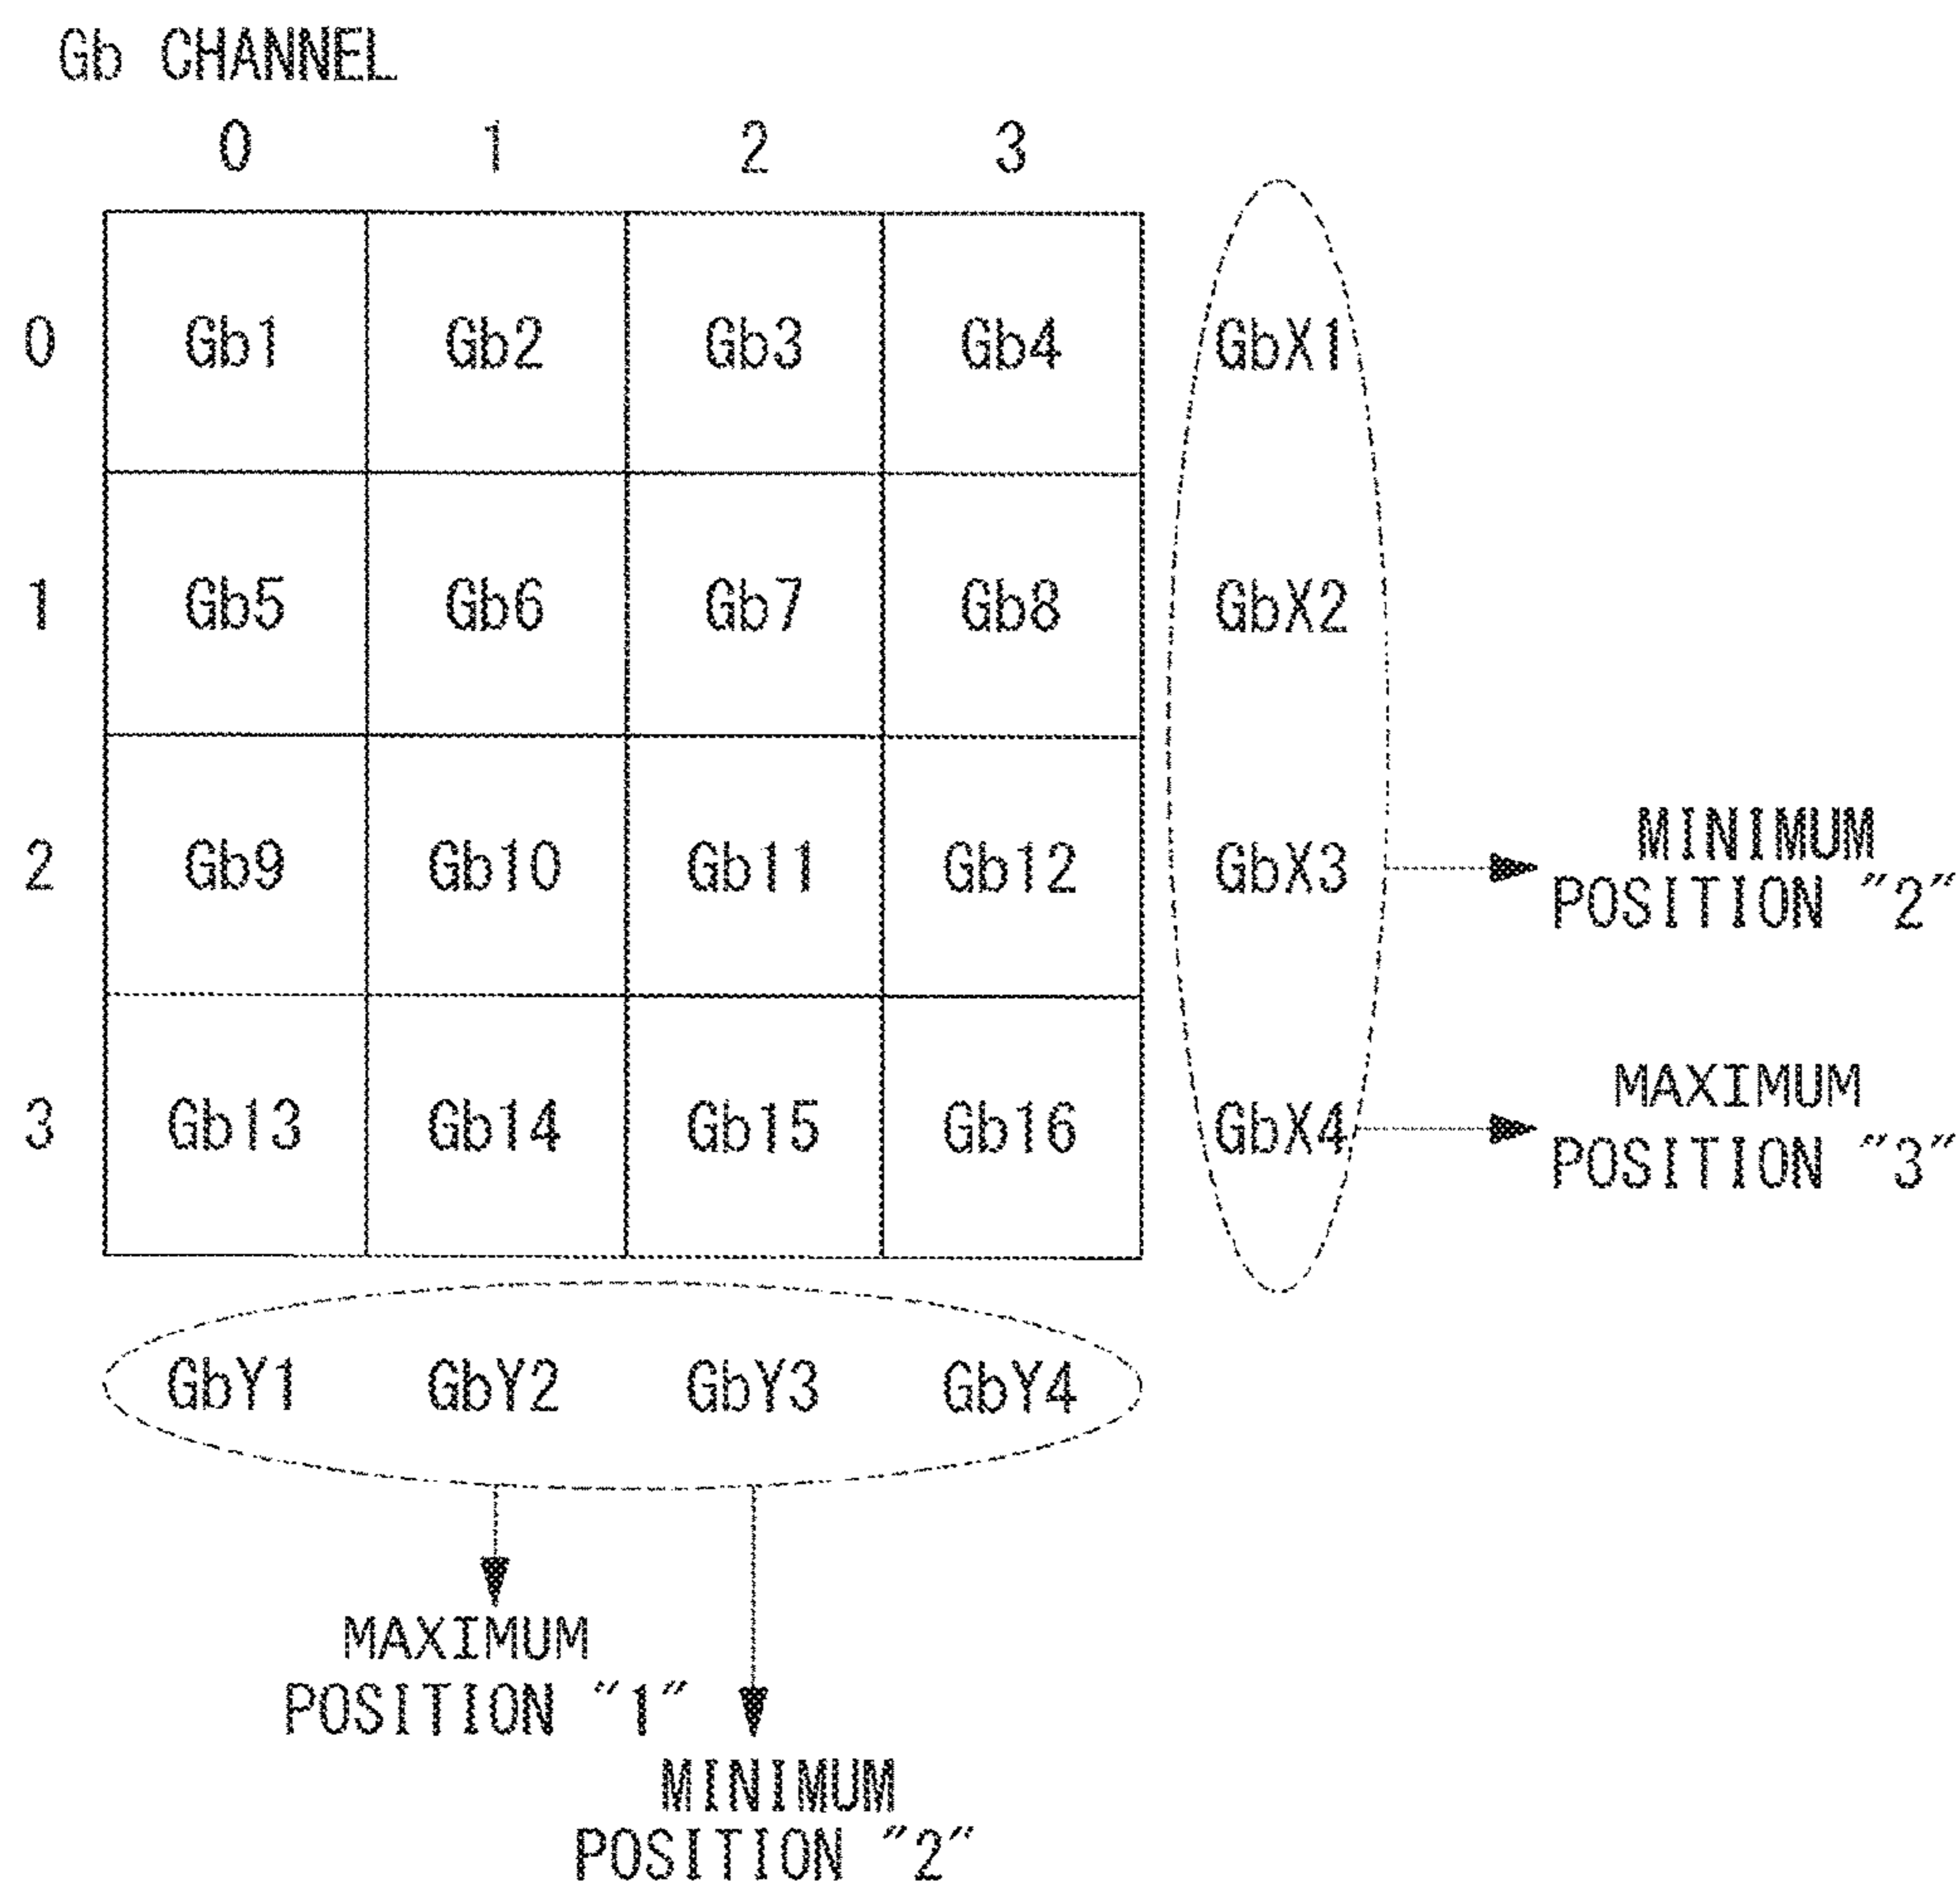 Gb CHANNEL
0 1 2 3
0 Gb1 Gb2 Gb3 Gb4 GbX1
1 Gb5 Gb6 Gb7 Gb8 GbX2
2 Gb9 Gb10 Gb11 Gb12 GbX3
MINIMUM
POSITION "2"
3 Gb13 Gb14 Gb15 Gb16 GbX4
MAXIMUM
POSITION "3"
GbY1 GbY2 GbY3 GbY4
MAXIMUM
POSITION "1"
MINIMUM
POSITION "2"